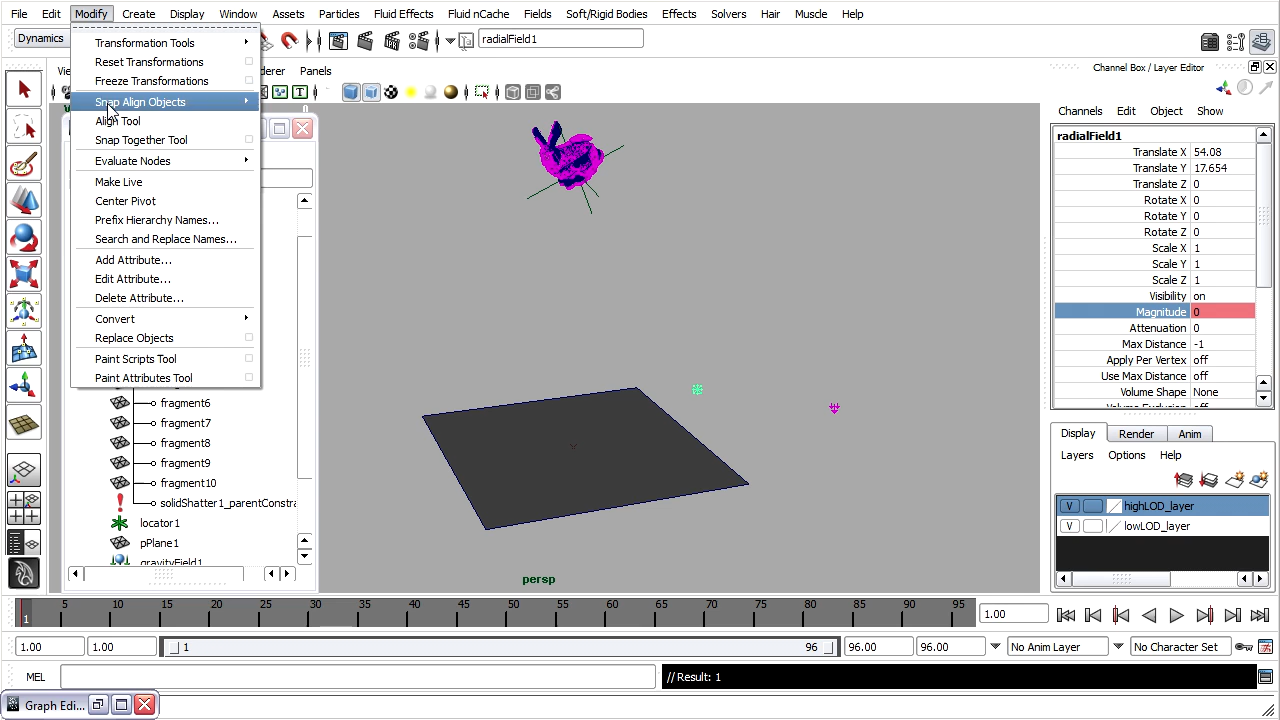 File Edit Modify Create Display Window Assets Particles Fluid Effects Fluid nCache Fields Soft/Rigid Bodies Effects Solvers Hair Muscle Help
Dynamics
radialField1
Panels
Transformation Tools
Reset Transformations
Freeze Transformations
Snap Align Objects
Align Tool
Snap Together Tool
Evaluate Nodes
Make Live
Center Pivot
Prefix Hierarchy Names...
Search and Replace Names...
Add Attribute...
Edit Attribute...
Delete Attribute...
Convert
Replace Objects
Paint Scripts Tool
Paint Attributes Tool
fragment6
fragment7
fragment8
fragment9
fragment10
solidShatter1_parentConstra
locator1
pPlane1
gravityField1
persp
Channel Box / Layer Editor
Channels Edit Object Show
radialField1
Translate X 54.08
Translate Y 17.654
Translate Z 0
Rotate X 0
Rotate Y 0
Rotate Z 0
Scale X 1
Scale Y 1
Scale Z 1
Visibility on
Magnitude 0
Attenuation 0
Max Distance -1
Apply Per Vertex off
Use Max Distance off
Volume Shape None
Volume Exclusion off
Display Render Anim
Layers Options Help
V highLOD_layer
V lowLOD_layer
5 10 15 20 25 30 35 40 45 50 55 60 65 70 75 80 85 90 95
1
1.00
1.00 1.00 1 96 96.00 96.00 No Anim Layer No Character Set
MEL // Result: 1
Graph Edi...